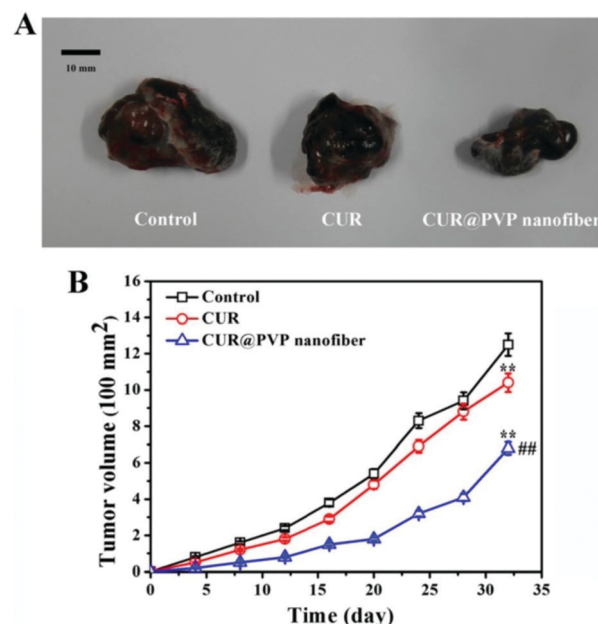 A
10 mm
Control
CUR
CUR@PVP nanofiber
B
Tumor volume (100 mm²)
16
14
12
10
8
6
4
2
0
Control
CUR
CUR@PVP nanofiber
**
**
##
0 5 10 15 20 25 30 35
Time (day)